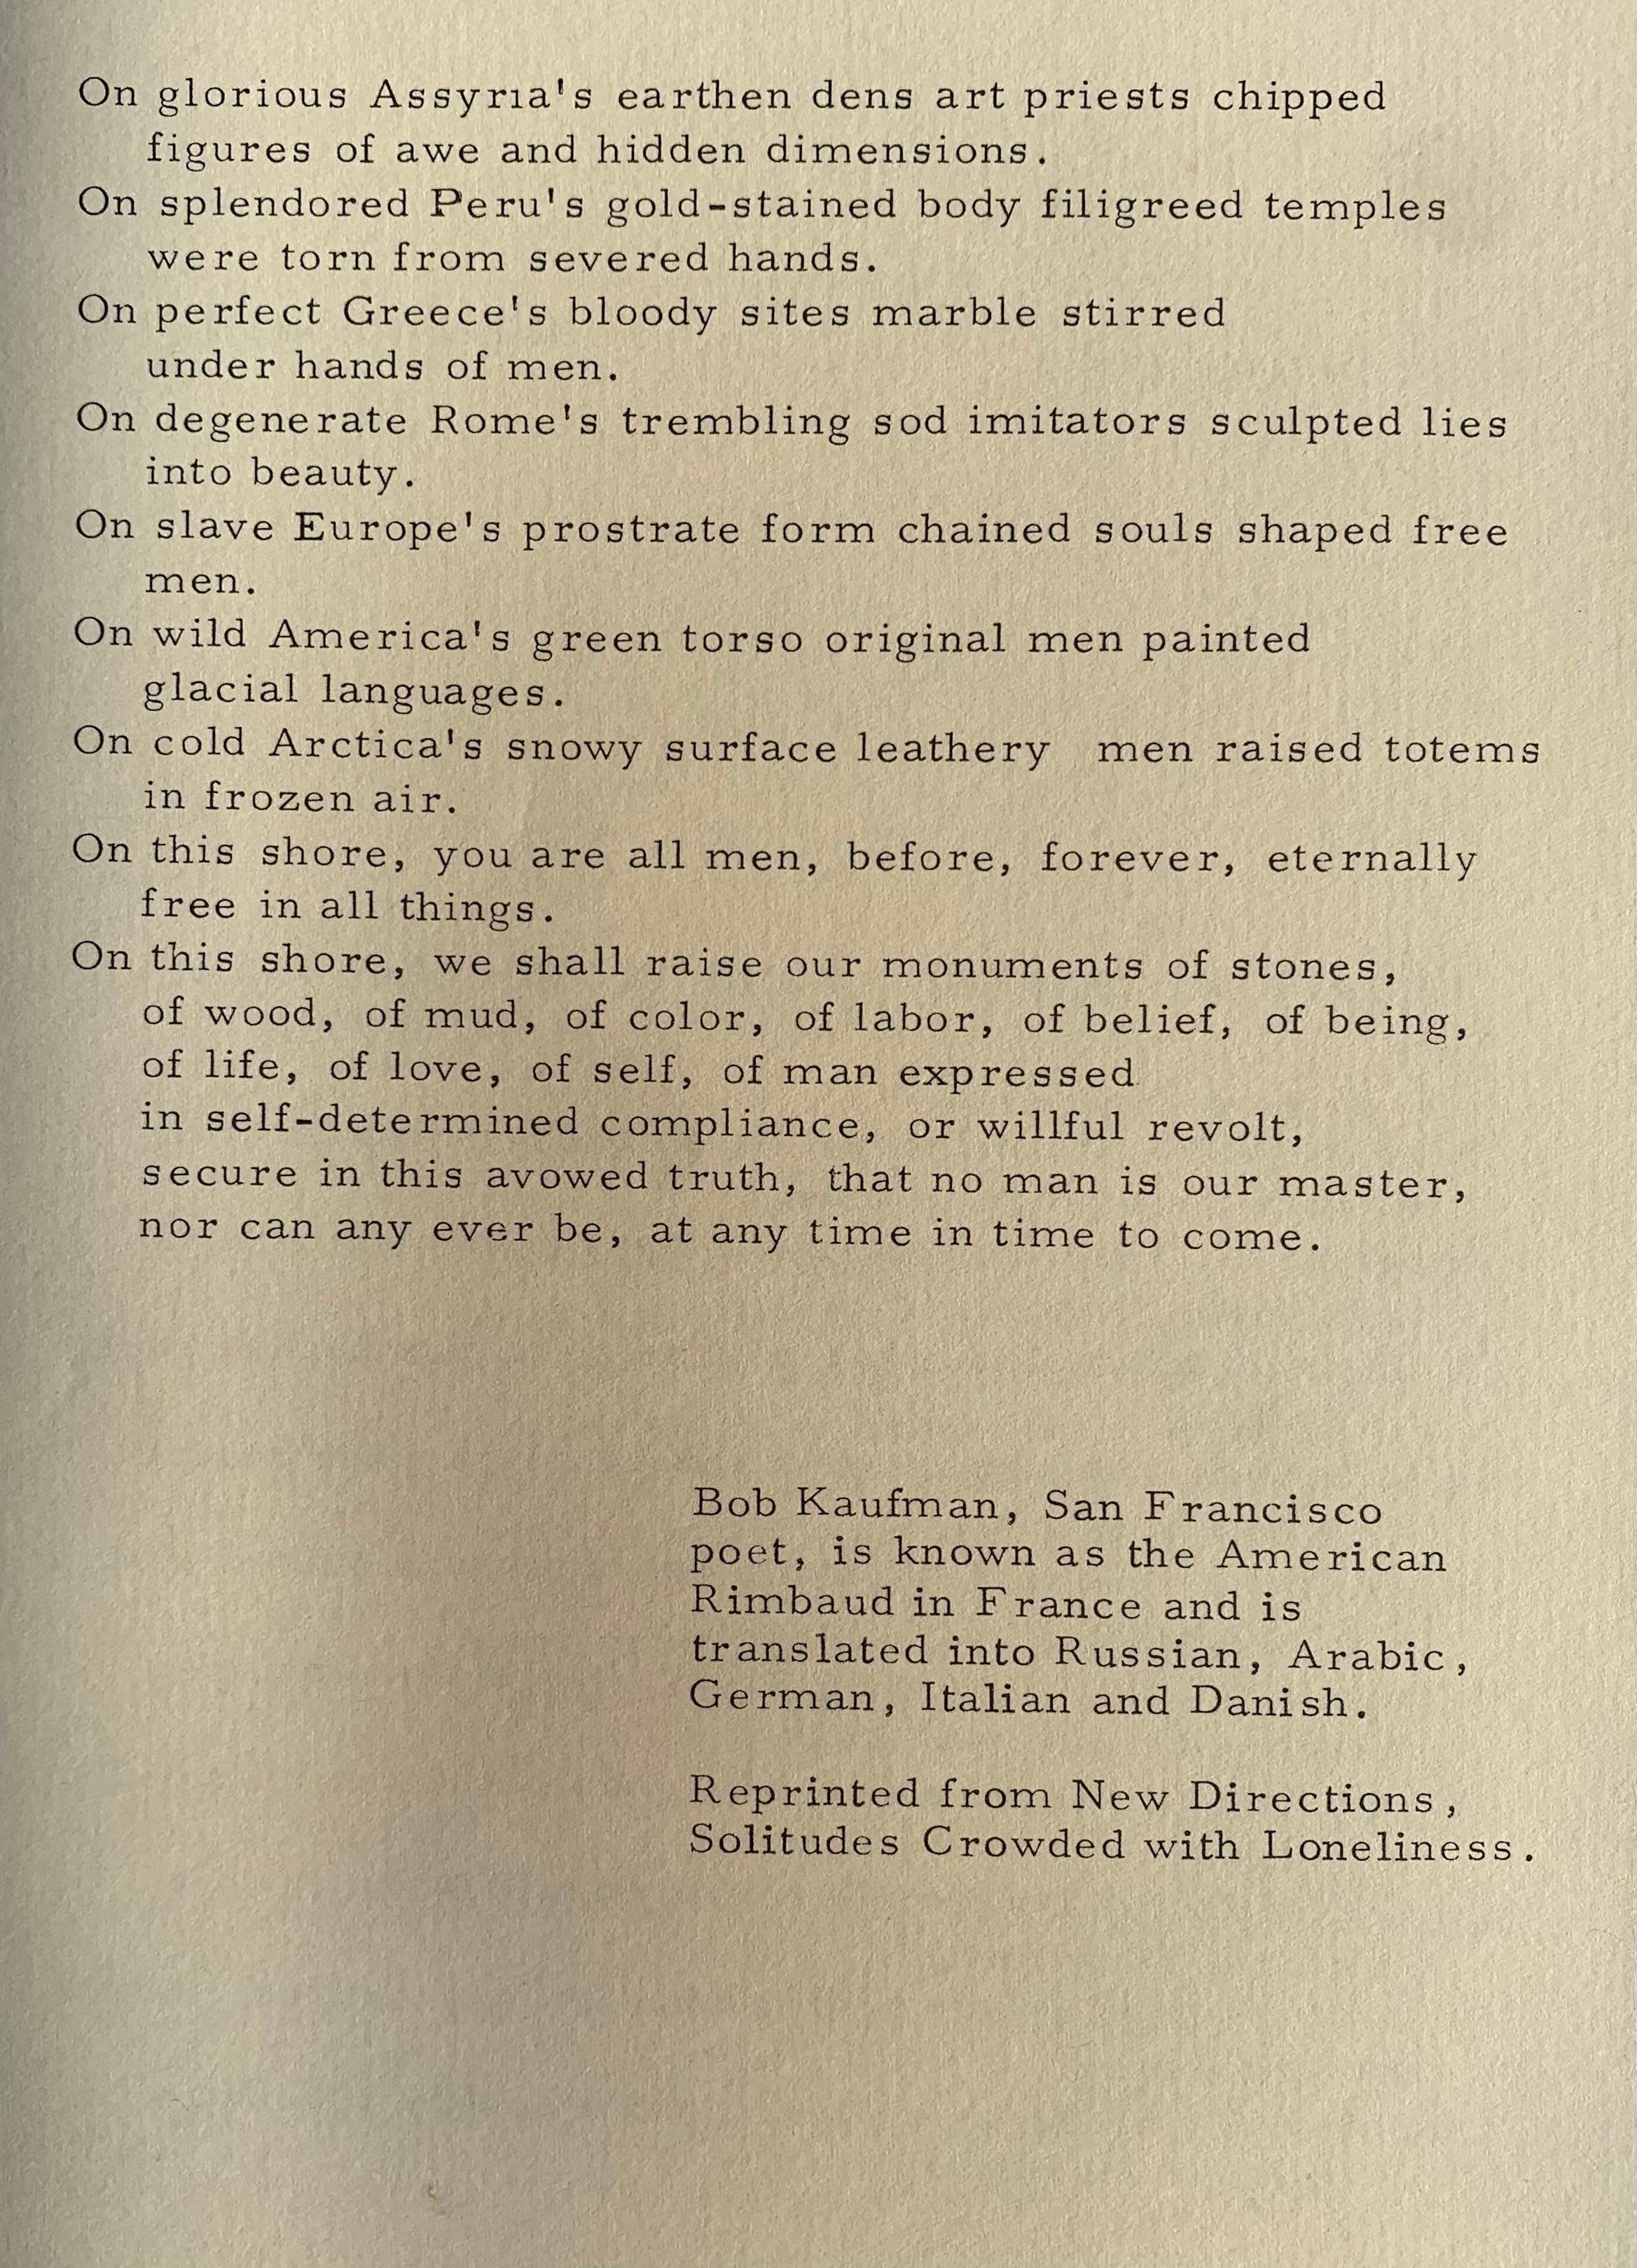 On glorious Assyria's earthen dens art priests chipped
figures of awe and hidden dimensions.
On splendored Peru's gold-stained body filigreed temples
were torn from severed hands.
On perfect Greece's bloody sites marble stirred
under hands of men.
On degenerate Rome's trembling sod imitators sculpted lies
into beauty.
On slave Europe's prostrate form chained souls shaped free
men.
On wild America's green torso original men painted
glacial languages.
On cold Arctica's snowy surface leathery men raised totems
in frozen air.
On this shore, you are all men, before, forever, eternally
free in all things.
On this shore, we shall raise our monuments of stones,
of wood, of mud, of color, of labor, of belief, of being,
of life, of love, of self, of man expressed
in self-determined compliance, or willful revolt,
secure in this avowed truth, that no man is our master,
nor can any ever be, at any time in time to come.
Bob Kaufman, San Francisco
poet, is known as the American
Rimbaud in France and is
translated into Russian, Arabic,
German, Italian and Danish.
Reprinted from New Directions,
Solitudes Crowded with Loneliness.